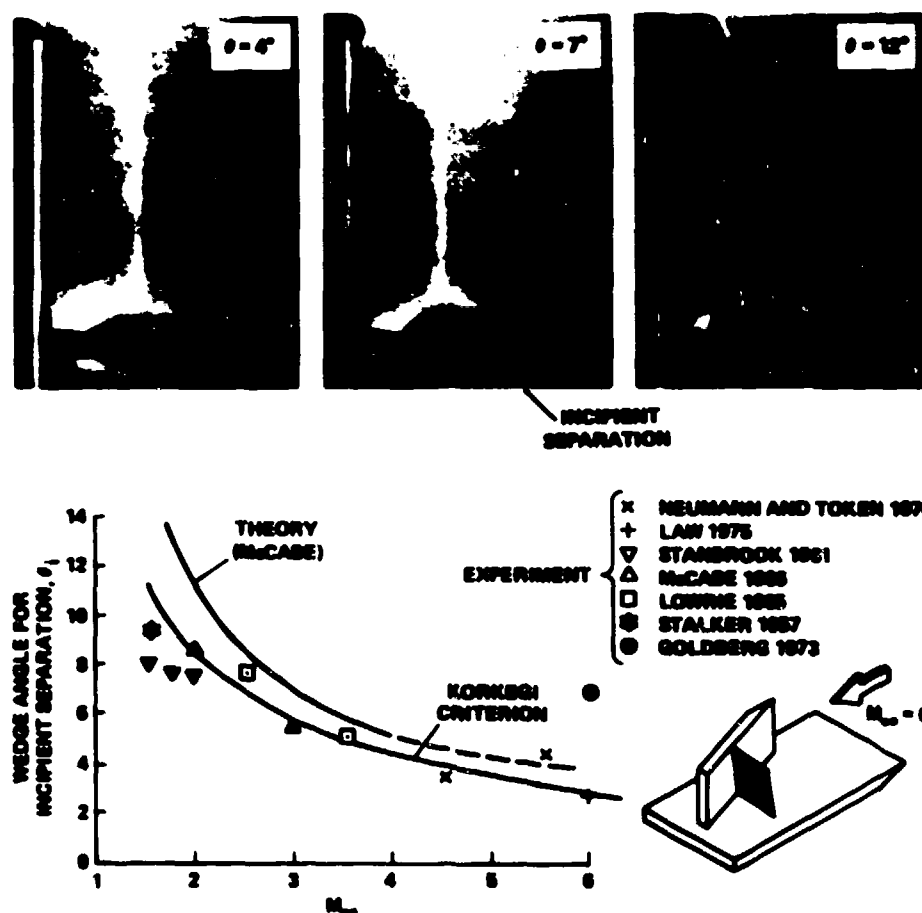 θ = 4°
θ = 7°
θ = 12°
INCIPIENT
SEPARATION
WEDGE ANGLE FOR
INCIPIENT SEPARATION, θi
14
12
10
8
6
4
2
0
1
2
3
4
5
6
M∞
THEORY
(McCABE)
KORKEGI
CRITERION
EXPERIMENT
× NEUMANN AND TOKEN
+ LAW 1975
▽ STANBROOK 1961
△ McCABE 1966
□ LOWRIE 1965
STALKER 1957
GOLDBERG 1973
M∞ =